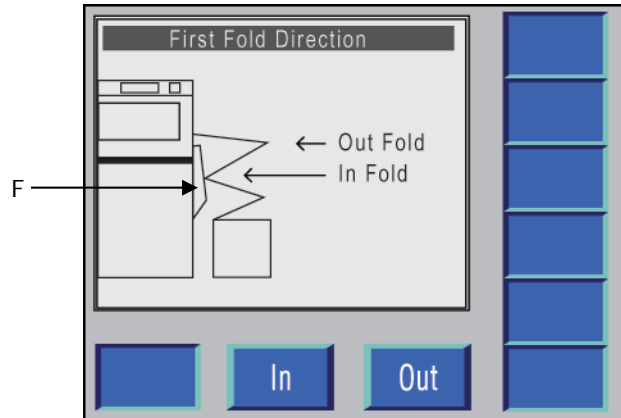 First Fold Direction
Out Fold
In Fold
F
In
Out